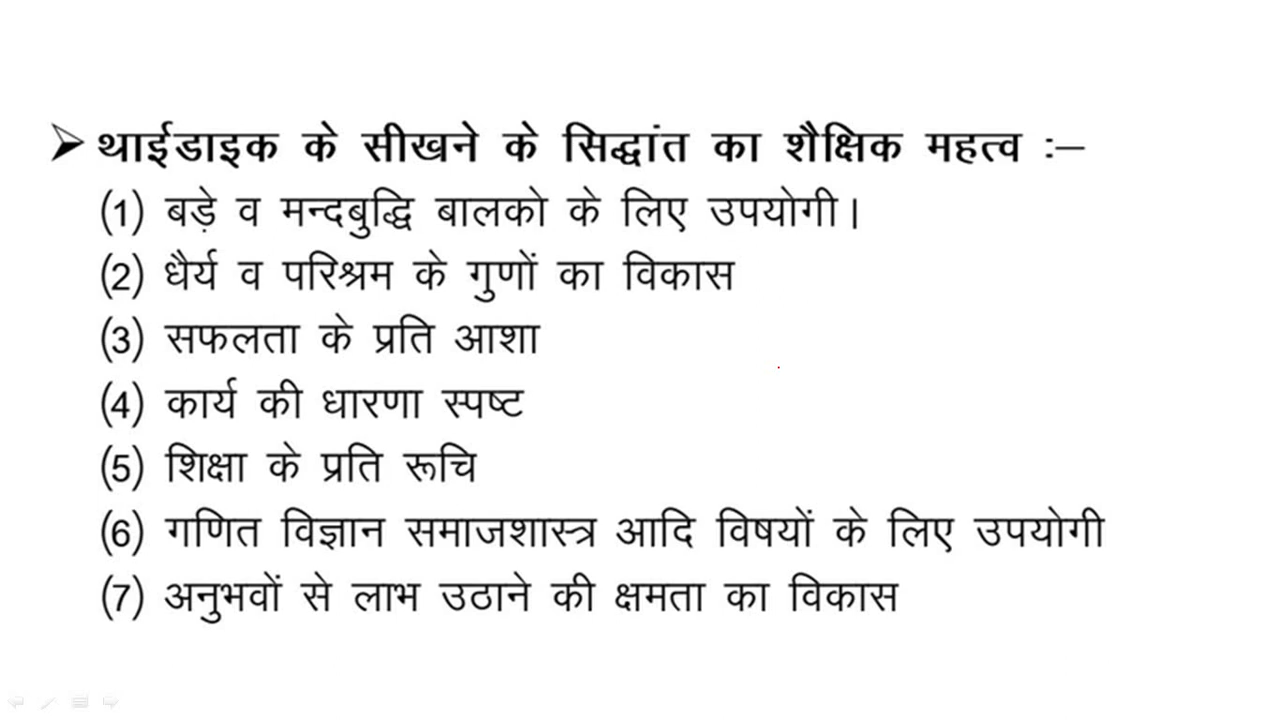 ➢ थाईडाइक के सीखने के सिद्धांत का शैक्षिक महत्व :–
(1) बड़े व मन्दबुद्धि बालको के लिए उपयोगी।
(2) धैर्य व परिश्रम के गुणों का विकास
(3) सफलता के प्रति आशा
(4) कार्य की धारणा स्पष्ट
(5) शिक्षा के प्रति रूचि
(6) गणित विज्ञान समाजशास्त्र आदि विषयों के लिए उपयोगी
(7) अनुभवों से लाभ उठाने की क्षमता का विकास